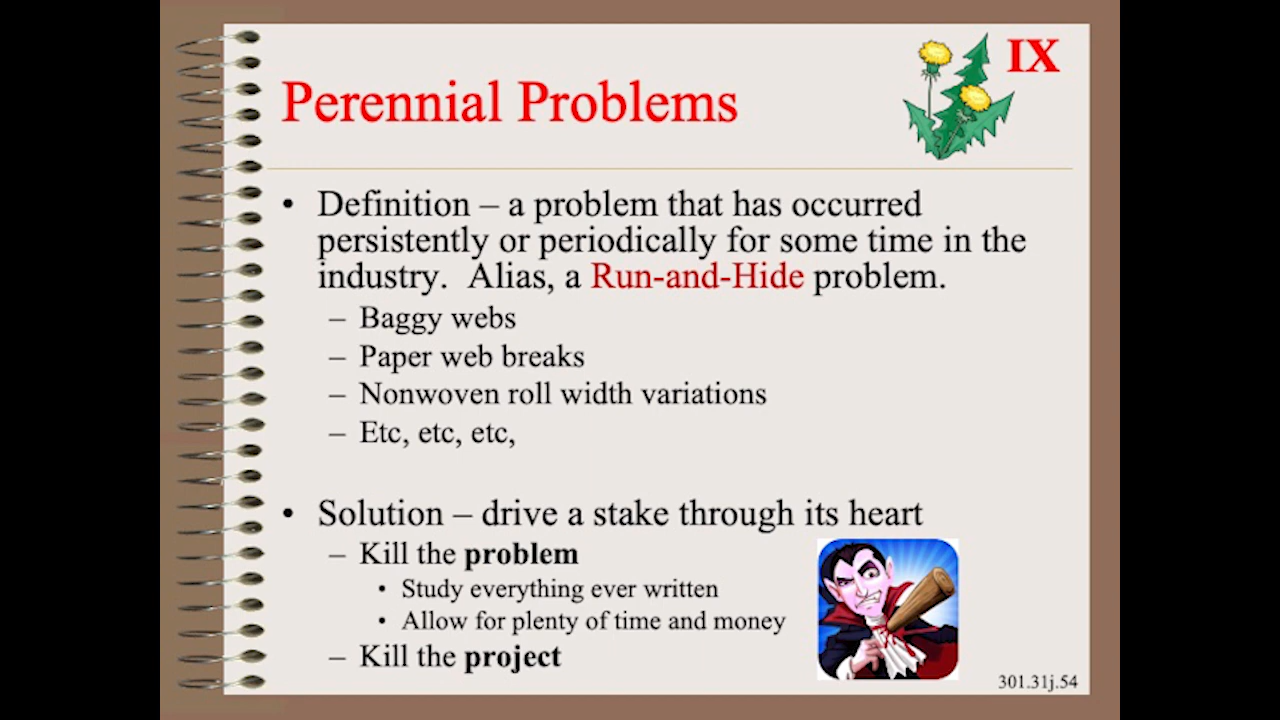 IX
Perennial Problems
• Definition – a problem that has occurred
persistently or periodically for some time in the
industry.  Alias, a Run-and-Hide problem.
– Baggy webs
– Paper web breaks
– Nonwoven roll width variations
– Etc, etc, etc,
• Solution – drive a stake through its heart
– Kill the problem
• Study everything ever written
• Allow for plenty of time and money
– Kill the project
301.31j.54